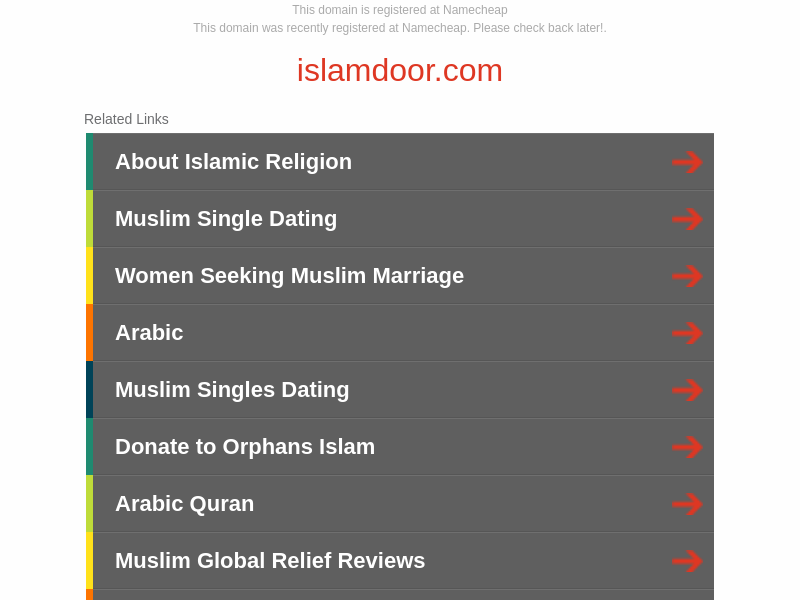 This domain is registered at Namecheap
This domain was recently registered at Namecheap. Please check back later!.
islamdoor.com
Related Links
About Islamic Religion
Muslim Single Dating
Women Seeking Muslim Marriage
Arabic
Muslim Singles Dating
Donate to Orphans Islam
Arabic Quran
Muslim Global Relief Reviews